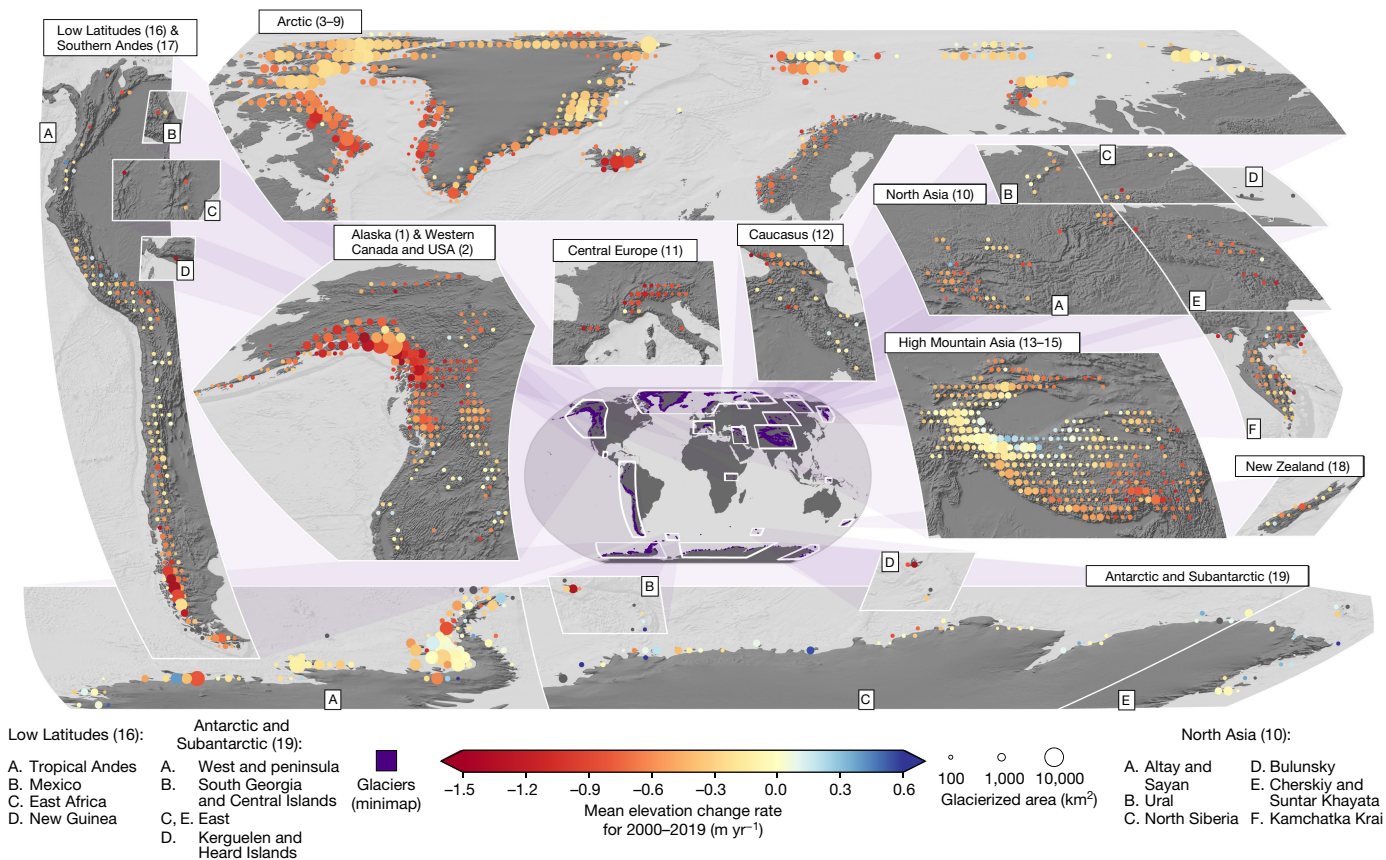 Low Latitudes (16) &
Southern Andes (17)
Arctic (3–9)
A
B
C
D
Alaska (1) & Western
Canada and USA (2)
Central Europe (11)
Caucasus (12)
North Asia (10)
B
C
D
A
E
F
High Mountain Asia (13–15)
New Zealand (18)
Antarctic and Subantarctic (19)
B
D
A
C
E
Low Latitudes (16):
A. Tropical Andes
B. Mexico
C. East Africa
D. New Guinea
Antarctic and
Subantarctic (19):
A. West and peninsula
B. South Georgia
and Central Islands
C, E. East
D. Kerguelen and
Heard Islands
Glaciers
(minimap)
−1.5 −1.2 −0.9 −0.6 −0.3 0.0 0.3 0.6
Mean elevation change rate
for 2000–2019 (m yr−1)
100 1,000 10,000
Glacierized area (km2)
North Asia (10):
A. Altay and
Sayan
B. Ural
C. North Siberia
D. Bulunsky
E. Cherskiy and
Suntar Khayata
F. Kamchatka Krai